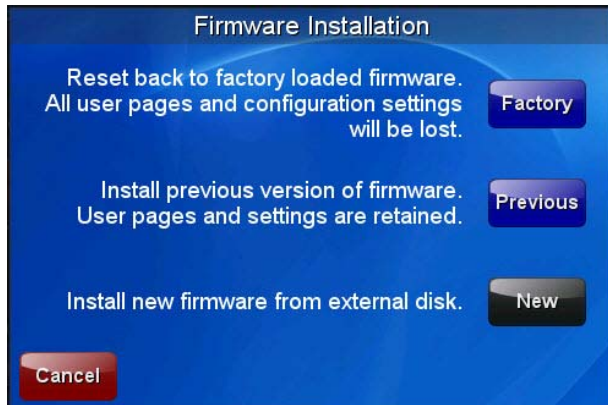 Firmware Installation
Reset back to factory loaded firmware.
All user pages and configuration settings
will be lost.
Factory
Install previous version of firmware.
User pages and settings are retained.
Previous
Install new firmware from external disk.
New
Cancel